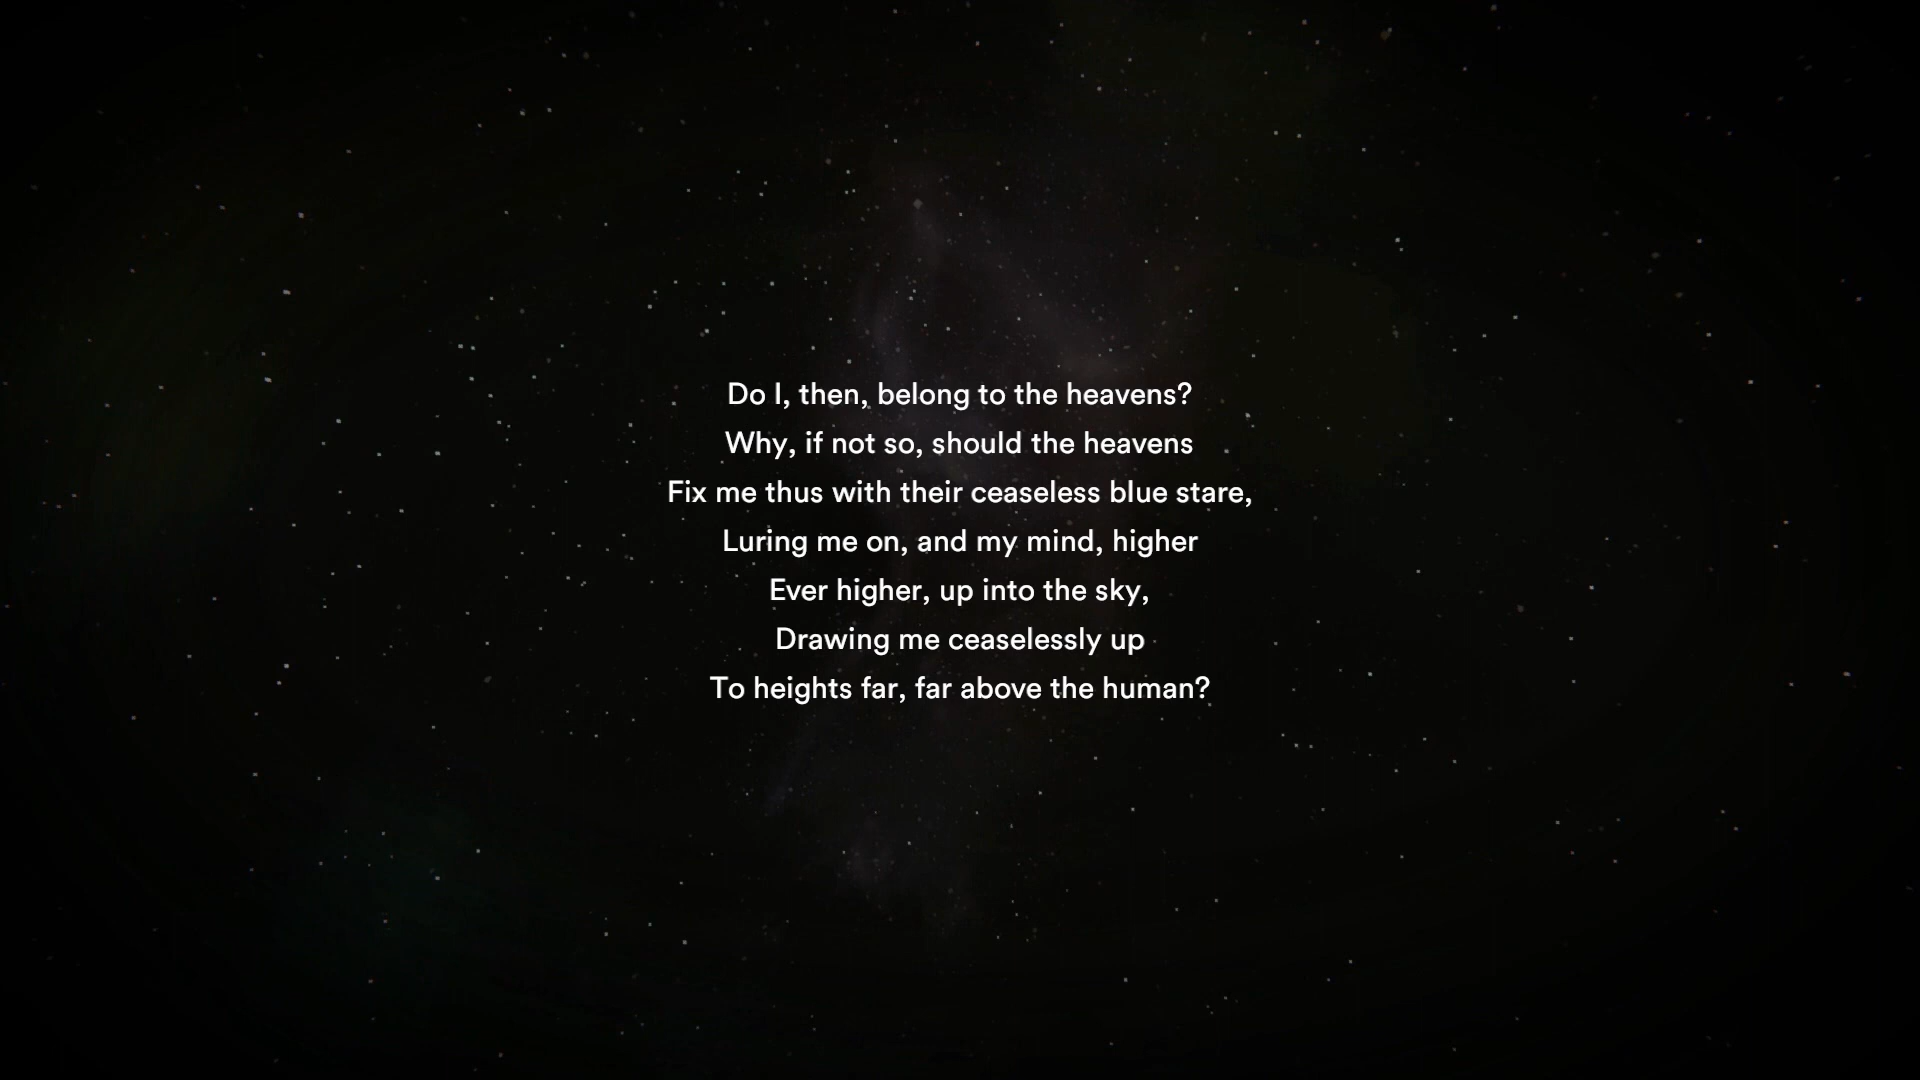 Do I, then, belong to the heavens?
Why, if not so, should the heavens
Fix me thus with their ceaseless blue stare,
Luring me on, and my mind, higher
Ever higher, up into the sky,
Drawing me ceaselessly up
To heights far, far above the human?